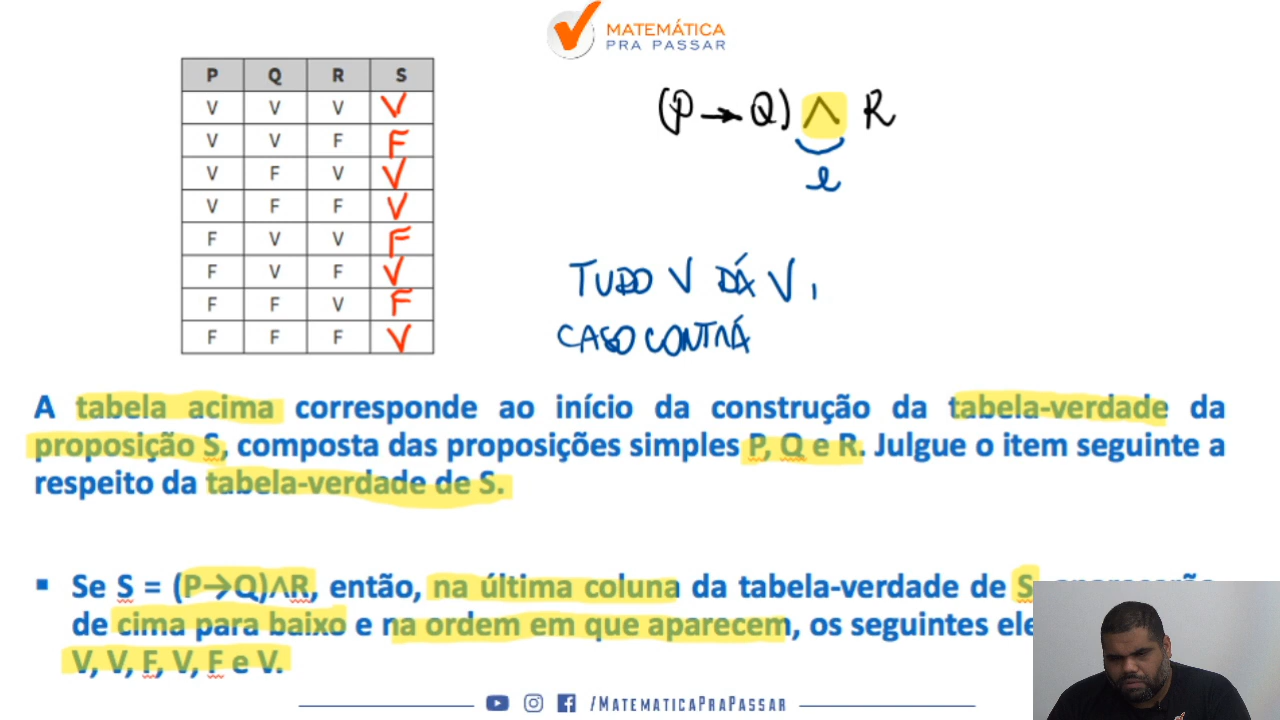 MATEMÁTICA
PRA PASSAR
P Q R S
V V V V
V V F F
V F V V
V F F V
F V V F
F V F V
F F V F
F F F V
(P → Q) ∧ R
e
TUDO V DÁ V,
CASO CONTRÁ
A tabela acima corresponde ao início da construção da tabela-verdade da
proposição S, composta das proposições simples P, Q e R. Julgue o item seguinte a
respeito da tabela-verdade de S.
▪ Se S = (P→Q)∧R, então, na última coluna da tabela-verdade de S,
de cima para baixo e na ordem em que aparecem, os seguintes
V, V, F, V, F e V.
/MATEMATICAPRAPASSAR